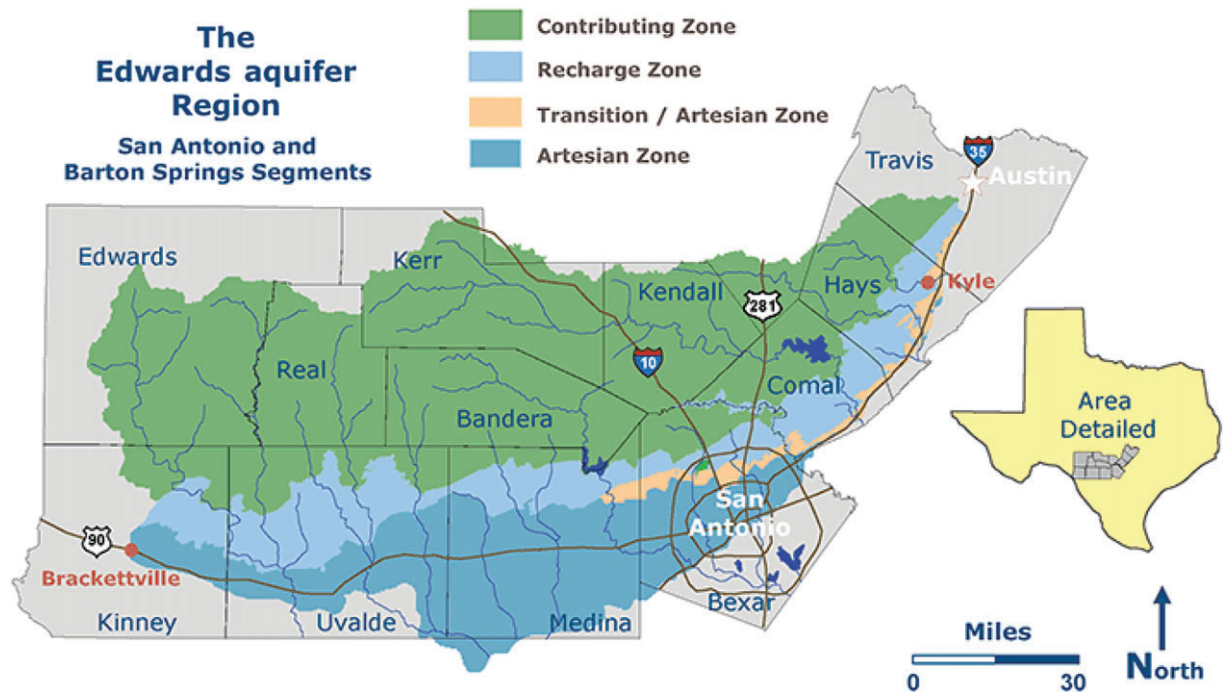 The
Edwards aquifer
Region
San Antonio and
Barton Springs Segments
Contributing Zone
Recharge Zone
Transition / Artesian Zone
Artesian Zone
Travis
35
Austin
Edwards
Kerr
Kendall
281
Hays
Kyle
Real
10
Comal
Bandera
Area
Detailed
San
Antonio
90
Brackettville
Kinney
Uvalde
Medina
Bexar
Miles
0
30
North